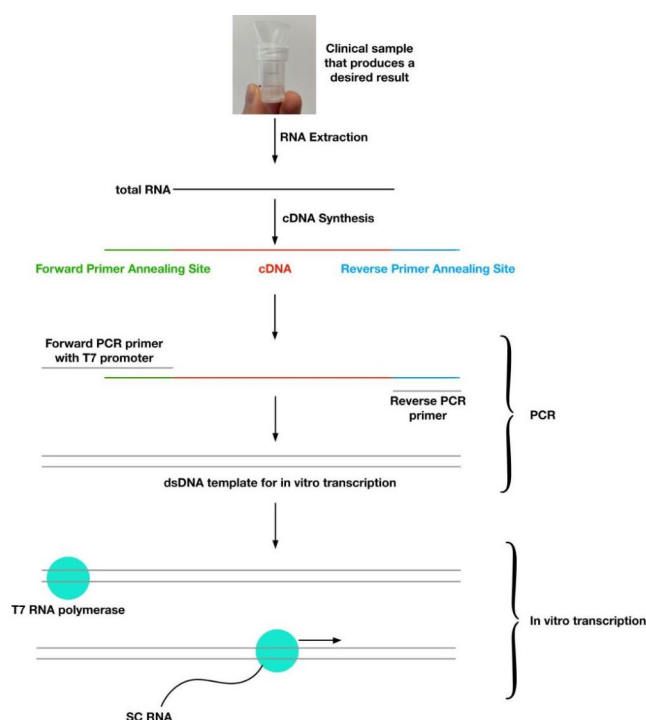 Clinical sample
that produces a
desired result
RNA Extraction
total RNA
cDNA Synthesis
Forward Primer Annealing Site
cDNA
Reverse Primer Annealing Site
Forward PCR primer
with T7 promoter
Reverse PCR
primer
PCR
dsDNA template for in vitro transcription
T7 RNA polymerase
In vitro transcription
SC RNA